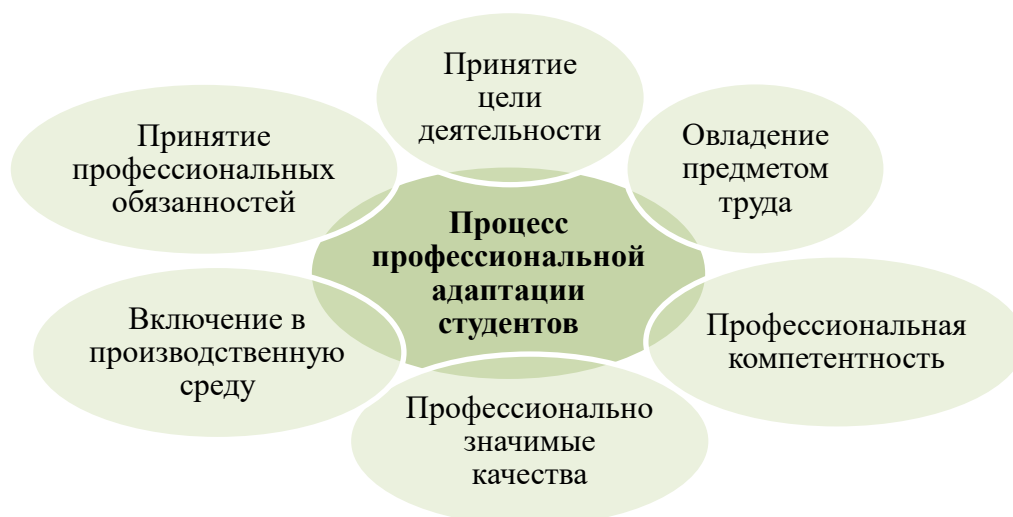 Принятие
цели
деятельности
Овладение
предметом
труда
Профессиональная
компетентность
Профессионально
значимые
качества
Включение в
производственную
среду
Принятие
профессиональных
обязанностей
Процесс
профессиональной
адаптации
студентов